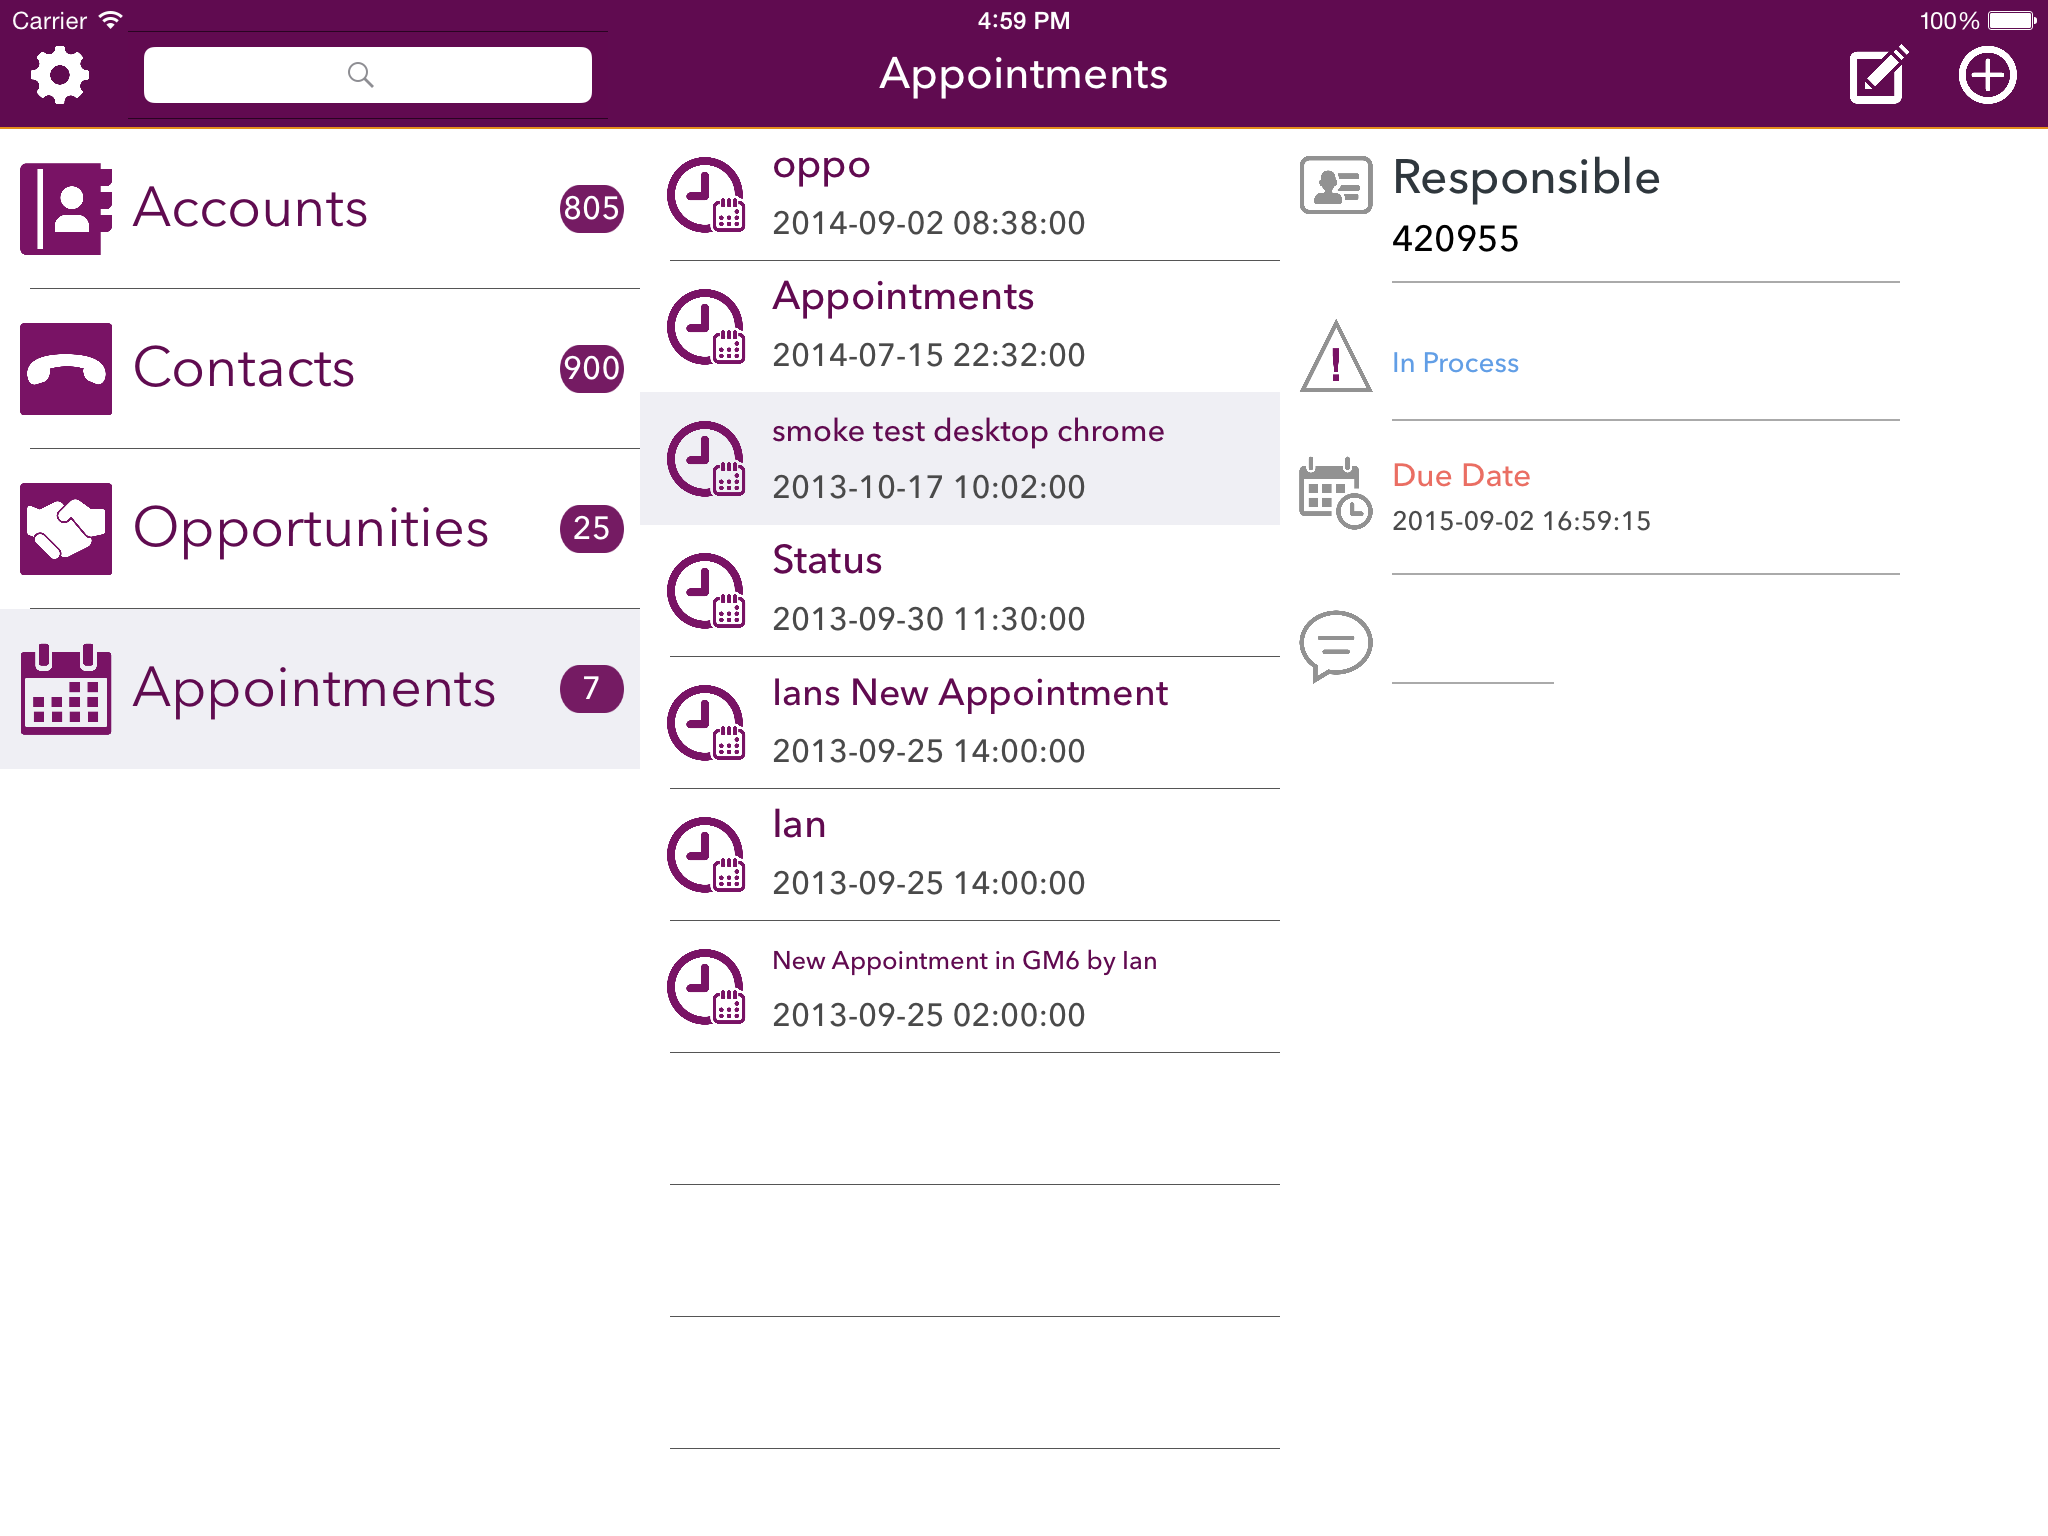 Carrier
4:59 PM
100%
Appointments
Accounts
805
Contacts
900
Opportunities
25
Appointments
7
oppo
2014-09-02 08:38:00
Appointments
2014-07-15 22:32:00
smoke test desktop chrome
2013-10-17 10:02:00
Status
2013-09-30 11:30:00
Ians New Appointment
2013-09-25 14:00:00
Ian
2013-09-25 14:00:00
New Appointment in GM6 by Ian
2013-09-25 02:00:00
Responsible
420955
In Process
Due Date
2015-09-02 16:59:15